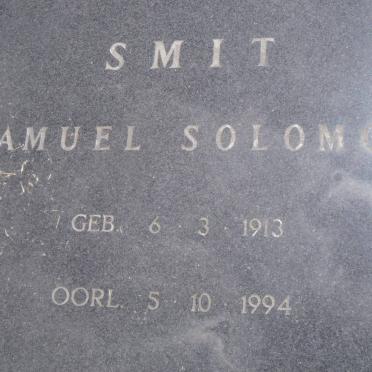 SMIT
AMUEL SOLOMO
GEB. 6 · 3 · 1913
OORL. 5 · 10 · 1994